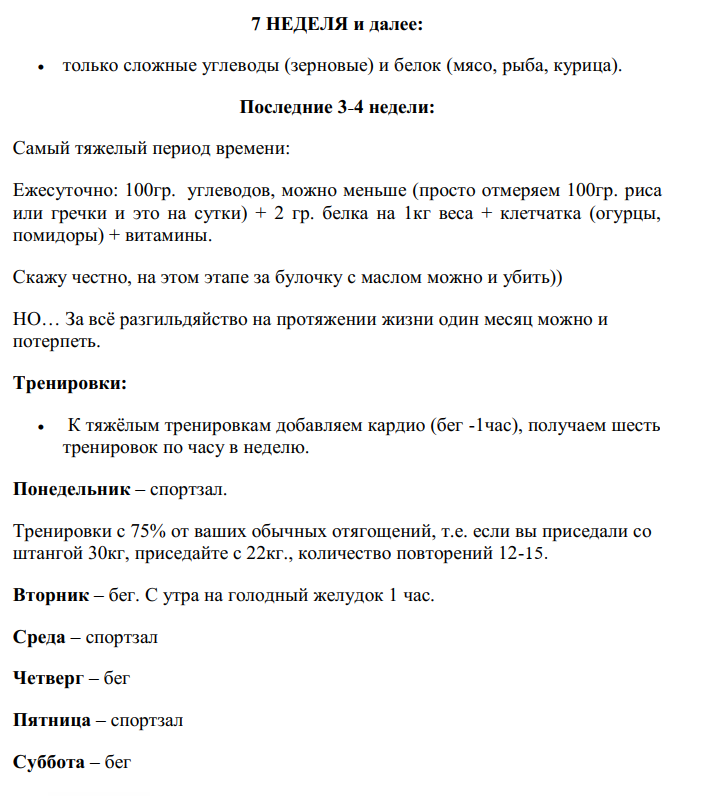 7 НЕДЕЛЯ и далее:
• только сложные углеводы (зерновые) и белок (мясо, рыба, курица).
Последние 3-4 недели:
Самый тяжелый период времени:
Ежесуточно: 100гр. углеводов, можно меньше (просто отмеряем 100гр. риса
или гречки и это на сутки) + 2 гр. белка на 1кг веса + клетчатка (огурцы,
помидоры) + витамины.
Скажу честно, на этом этапе за булочку с маслом можно и убить))
НО… За всё разгильдяйство на протяжении жизни один месяц можно и
потерпеть.
Тренировки:
• К тяжёлым тренировкам добавляем кардио (бег -1час), получаем шесть
тренировок по часу в неделю.
Понедельник – спортзал.
Тренировки с 75% от ваших обычных отягощений, т.е. если вы приседали со
штангой 30кг, приседайте с 22кг., количество повторений 12-15.
Вторник – бег. С утра на голодный желудок 1 час.
Среда – спортзал
Четверг – бег
Пятница – спортзал
Суббота – бег